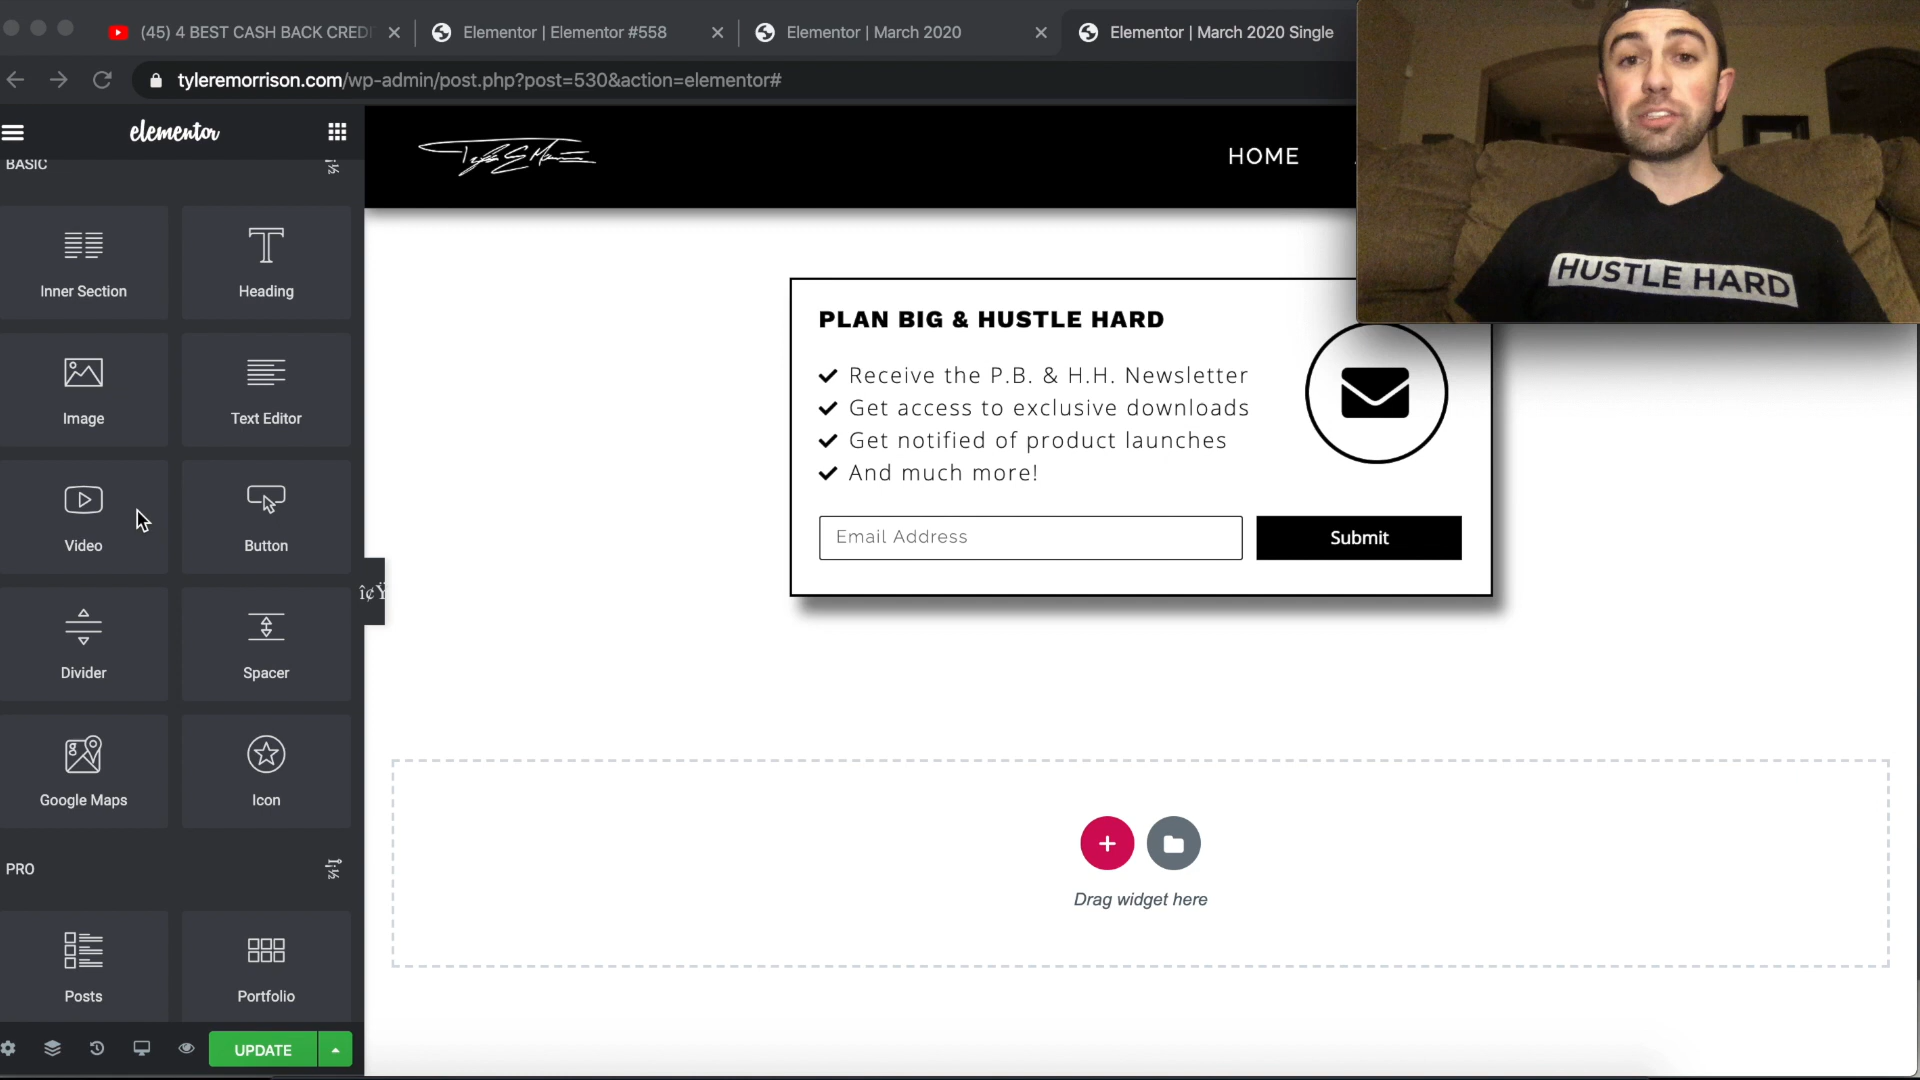 (45) 4 BEST CASH BACK CREDI
Elementor | Elementor #558
Elementor | March 2020
Elementor | March 2020 Single
tyleremorrison.com/wp-admin/post.php?post=530&action=elementor#
elementor
HOME
BASIC
Inner Section
Heading
Image
Text Editor
Video
Button
Divider
Spacer
Google Maps
Icon
PRO
Posts
Portfolio
UPDATE
PLAN BIG & HUSTLE HARD
Receive the P.B. & H.H. Newsletter
Get access to exclusive downloads
Get notified of product launches
And much more!
Email Address
Submit
Drag widget here
HUSTLE HARD